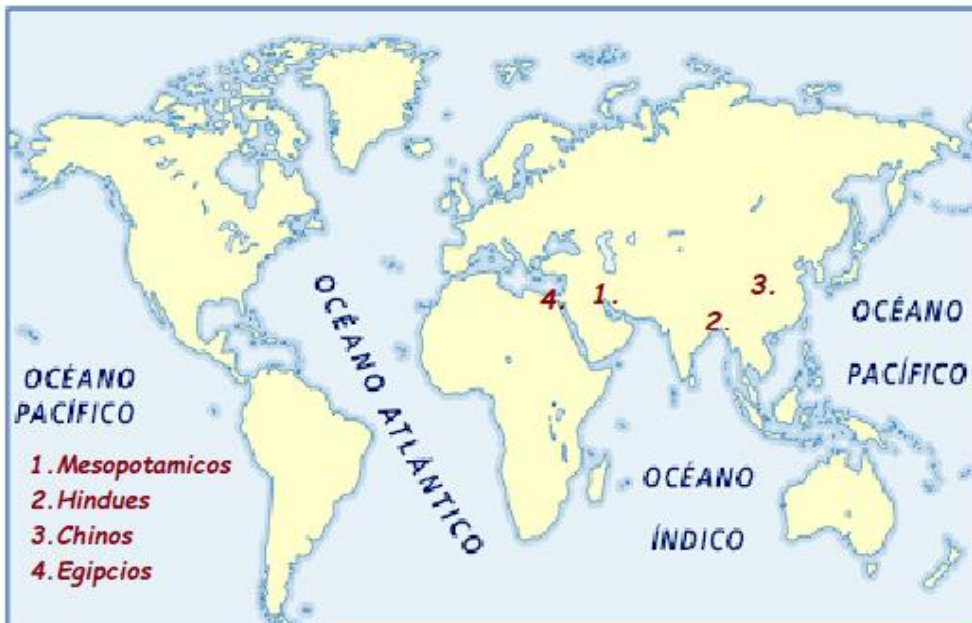 OCÉANO
PACÍFICO
OCÉANO ATLÁNTICO
4.
1.
3.
2.
OCÉANO
PACÍFICO
OCÉANO
ÍNDICO
1. Mesopotamicos
2. Hindues
3. Chinos
4. Egipcios